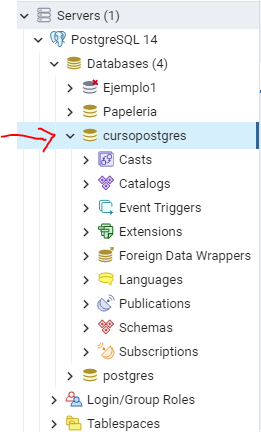 Servers (1)
PostgreSQL 14
Databases (4)
Ejemplo1
Papeleria
cursopostgres
Casts
Catalogs
Event Triggers
Extensions
Foreign Data Wrappers
Languages
Publications
Schemas
Subscriptions
postgres
Login/Group Roles
Tablespaces